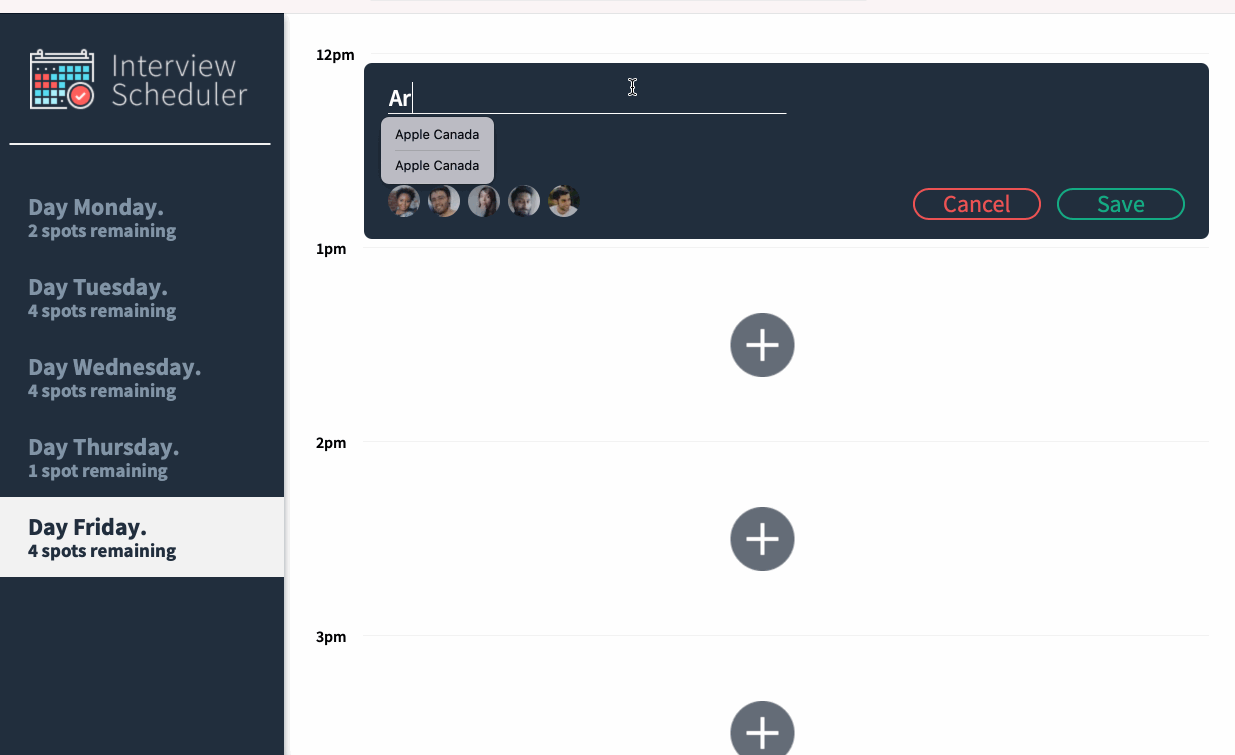 Interview
Scheduler
Day Monday.
2 spots remaining
Day Tuesday.
4 spots remaining
Day Wednesday.
4 spots remaining
Day Thursday.
1 spot remaining
Day Friday.
4 spots remaining
12pm
Ar
Apple Canada
Apple Canada
Cancel
Save
1pm
2pm
3pm